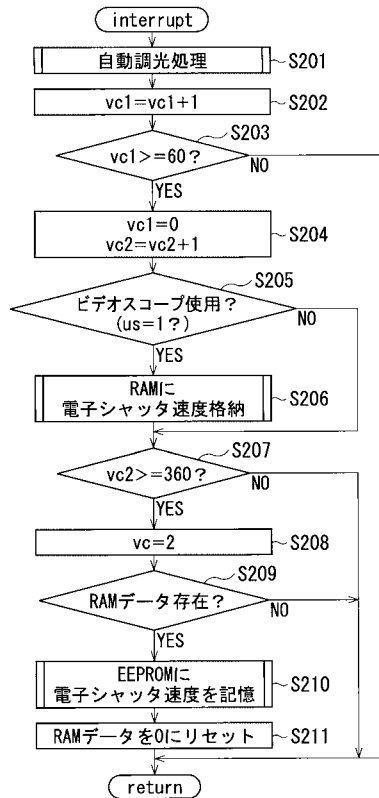 interrupt
自動調光処理
S201
vc1=vc1+1
S202
S203
vc1>=60?
NO
YES
vc1=0
vc2=vc2+1
S204
S205
ビデオスコープ使用?
(us=1?)
NO
YES
RAMに
電子シャッタ速度格納
S206
S207
vc2>=360?
NO
YES
vc=2
S208
S209
RAMデータ存在?
NO
YES
EEPROMに
電子シャッタ速度を記憶
S210
RAMデータを0にリセット
S211
return